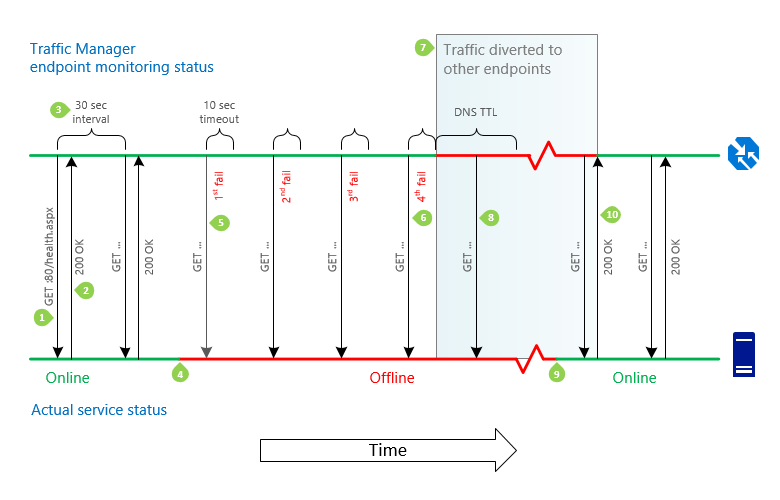 Traffic Manager
endpoint monitoring status
7
Traffic diverted to
other endpoints
3
30 sec
interval
10 sec
timeout
DNS TTL
GET :80/health.aspx
200 OK
GET ...
200 OK
GET ...
1st fail
GET ...
2nd fail
GET ...
3rd fail
GET ...
4th fail
GET ...
GET ...
200 OK
GET ...
200 OK
5
6
8
10
2
1
4
9
Online
Offline
Online
Actual service status
Time